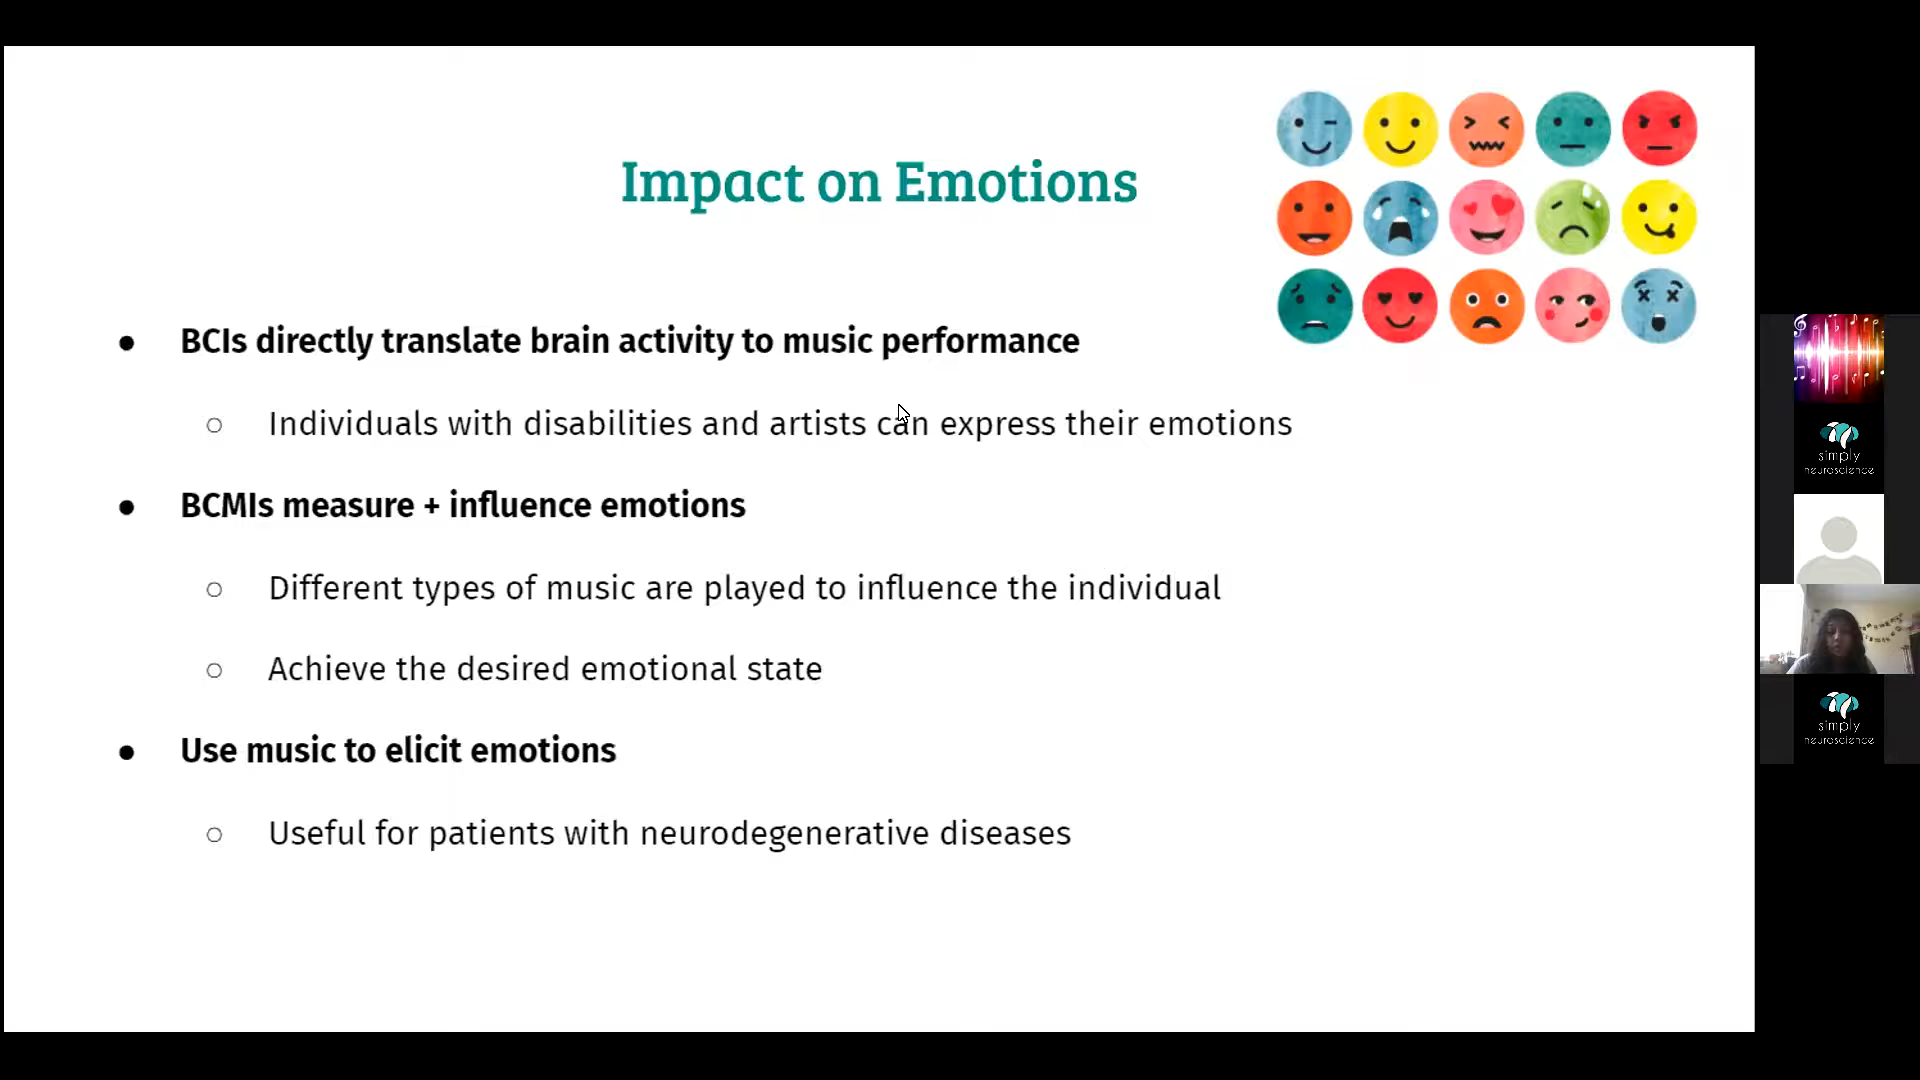 Impact on Emotions
● BCIs directly translate brain activity to music performance
○ Individuals with disabilities and artists can express their emotions
● BCMIs measure + influence emotions
○ Different types of music are played to influence the individual
○ Achieve the desired emotional state
● Use music to elicit emotions
○ Useful for patients with neurodegenerative diseases
simply
neuroscience
simply
neuroscience